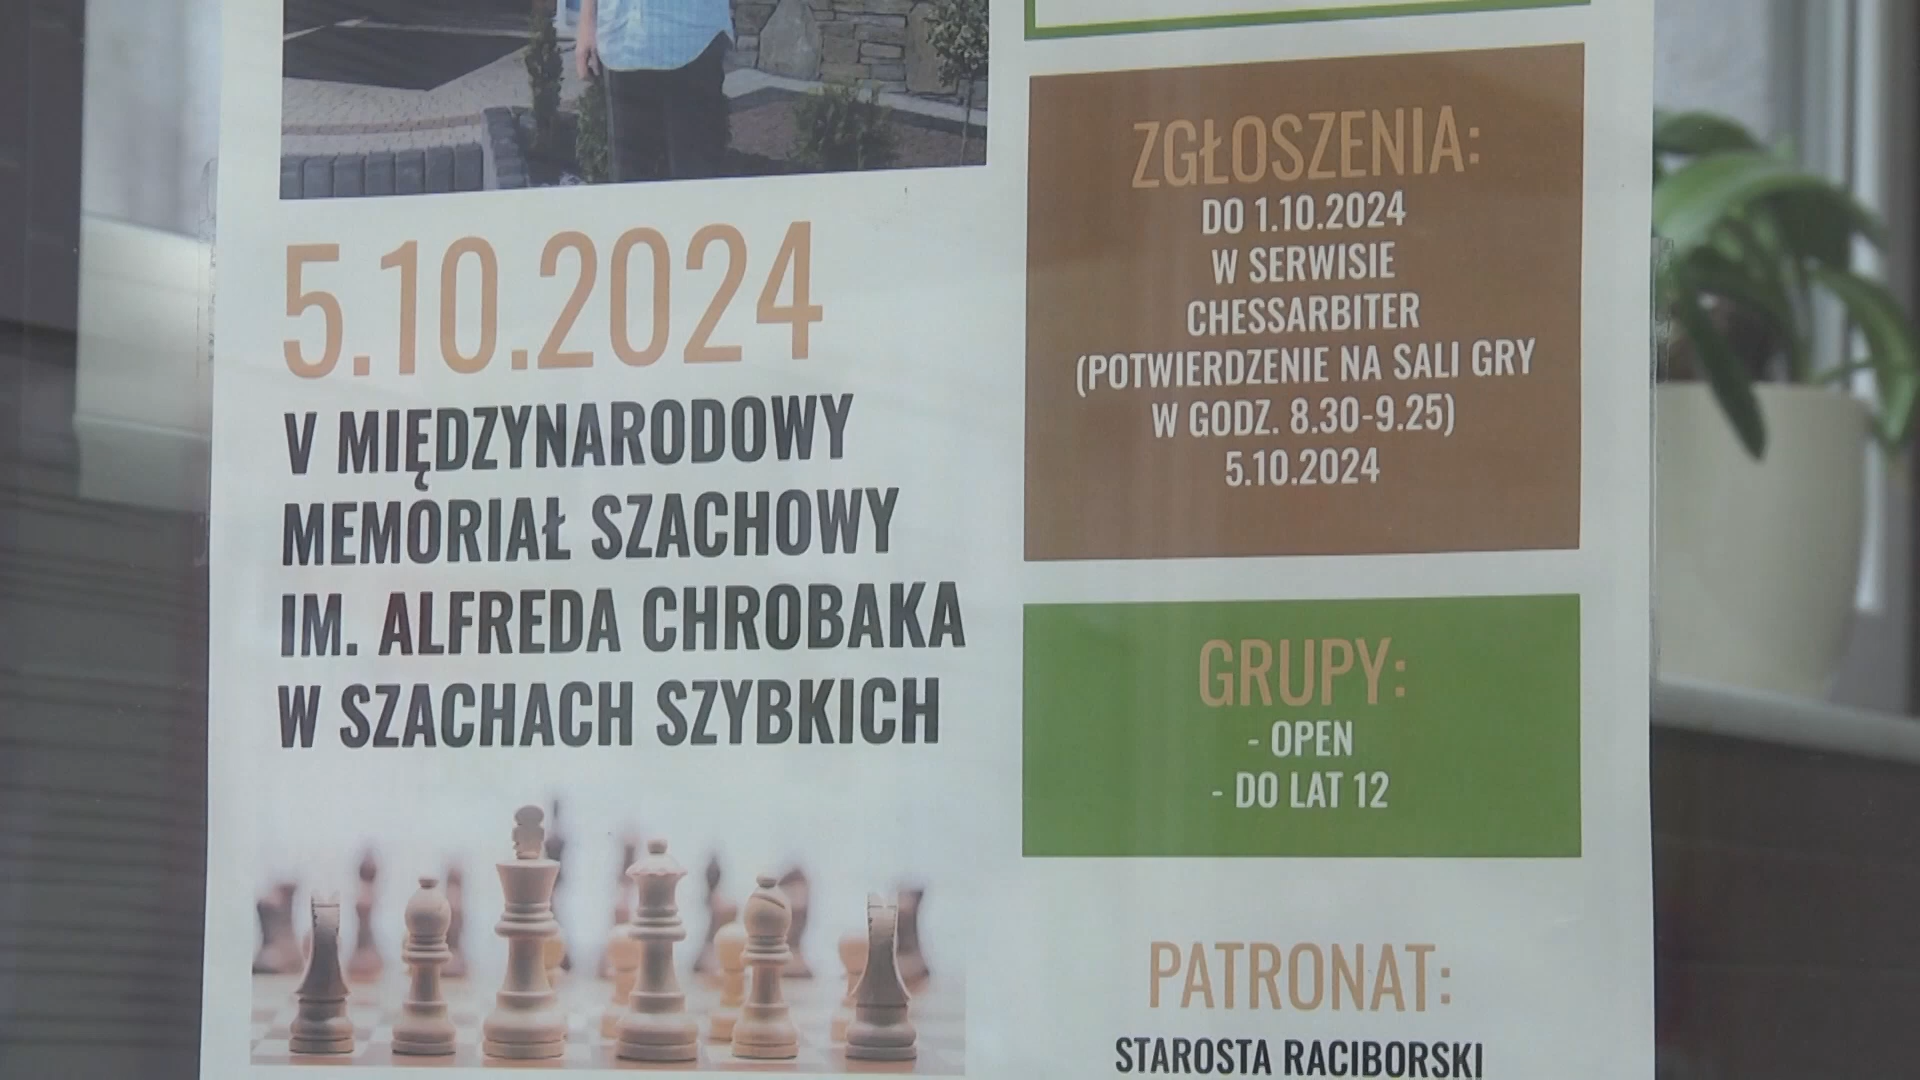 5.10.2024
V MIĘDZYNARODOWY
MEMORIAŁ SZACHOWY
IM. ALFREDA CHROBAKA
W SZACHACH SZYBKICH
ZGŁOSZENIA:
DO 1.10.2024
W SERWISIE
CHESSARBITER
(POTWIERDZENIE NA SALI GRY
W GODZ. 8.30-9.25)
5.10.2024
GRUPY:
- OPEN
- DO LAT 12
PATRONAT:
STAROSTA RACIBORSKI